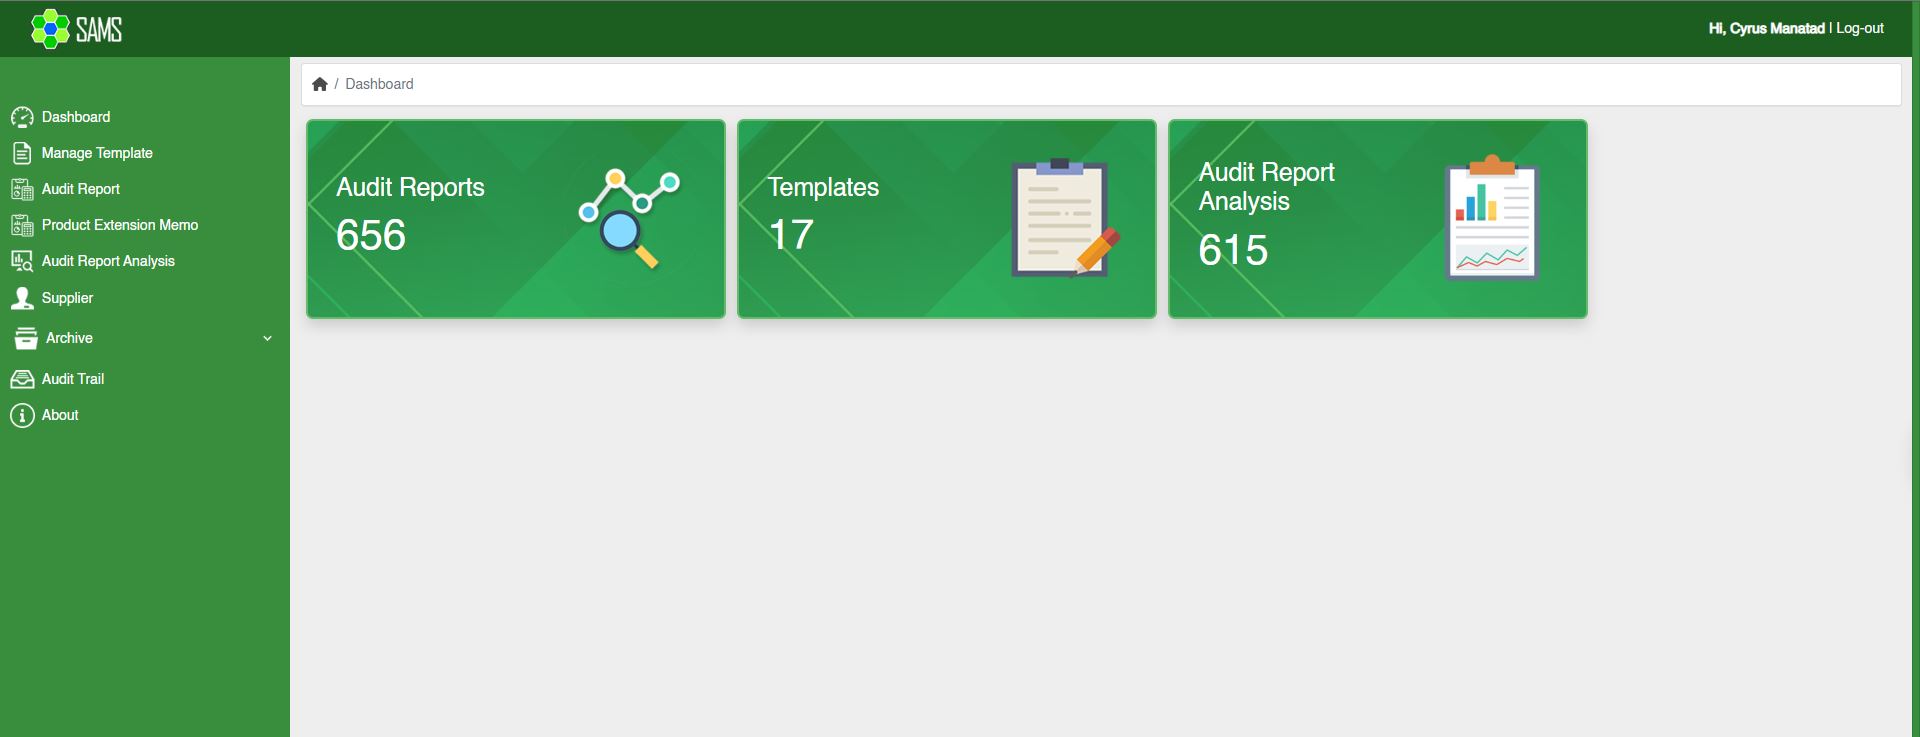 SAMS
Hi, Cyrus Manatad | Log-out
Dashboard
Manage Template
Audit Report
Product Extension Memo
Audit Report Analysis
Supplier
Archive
Audit Trail
About
/ Dashboard
Audit Reports
656
Templates
17
Audit Report
Analysis
615